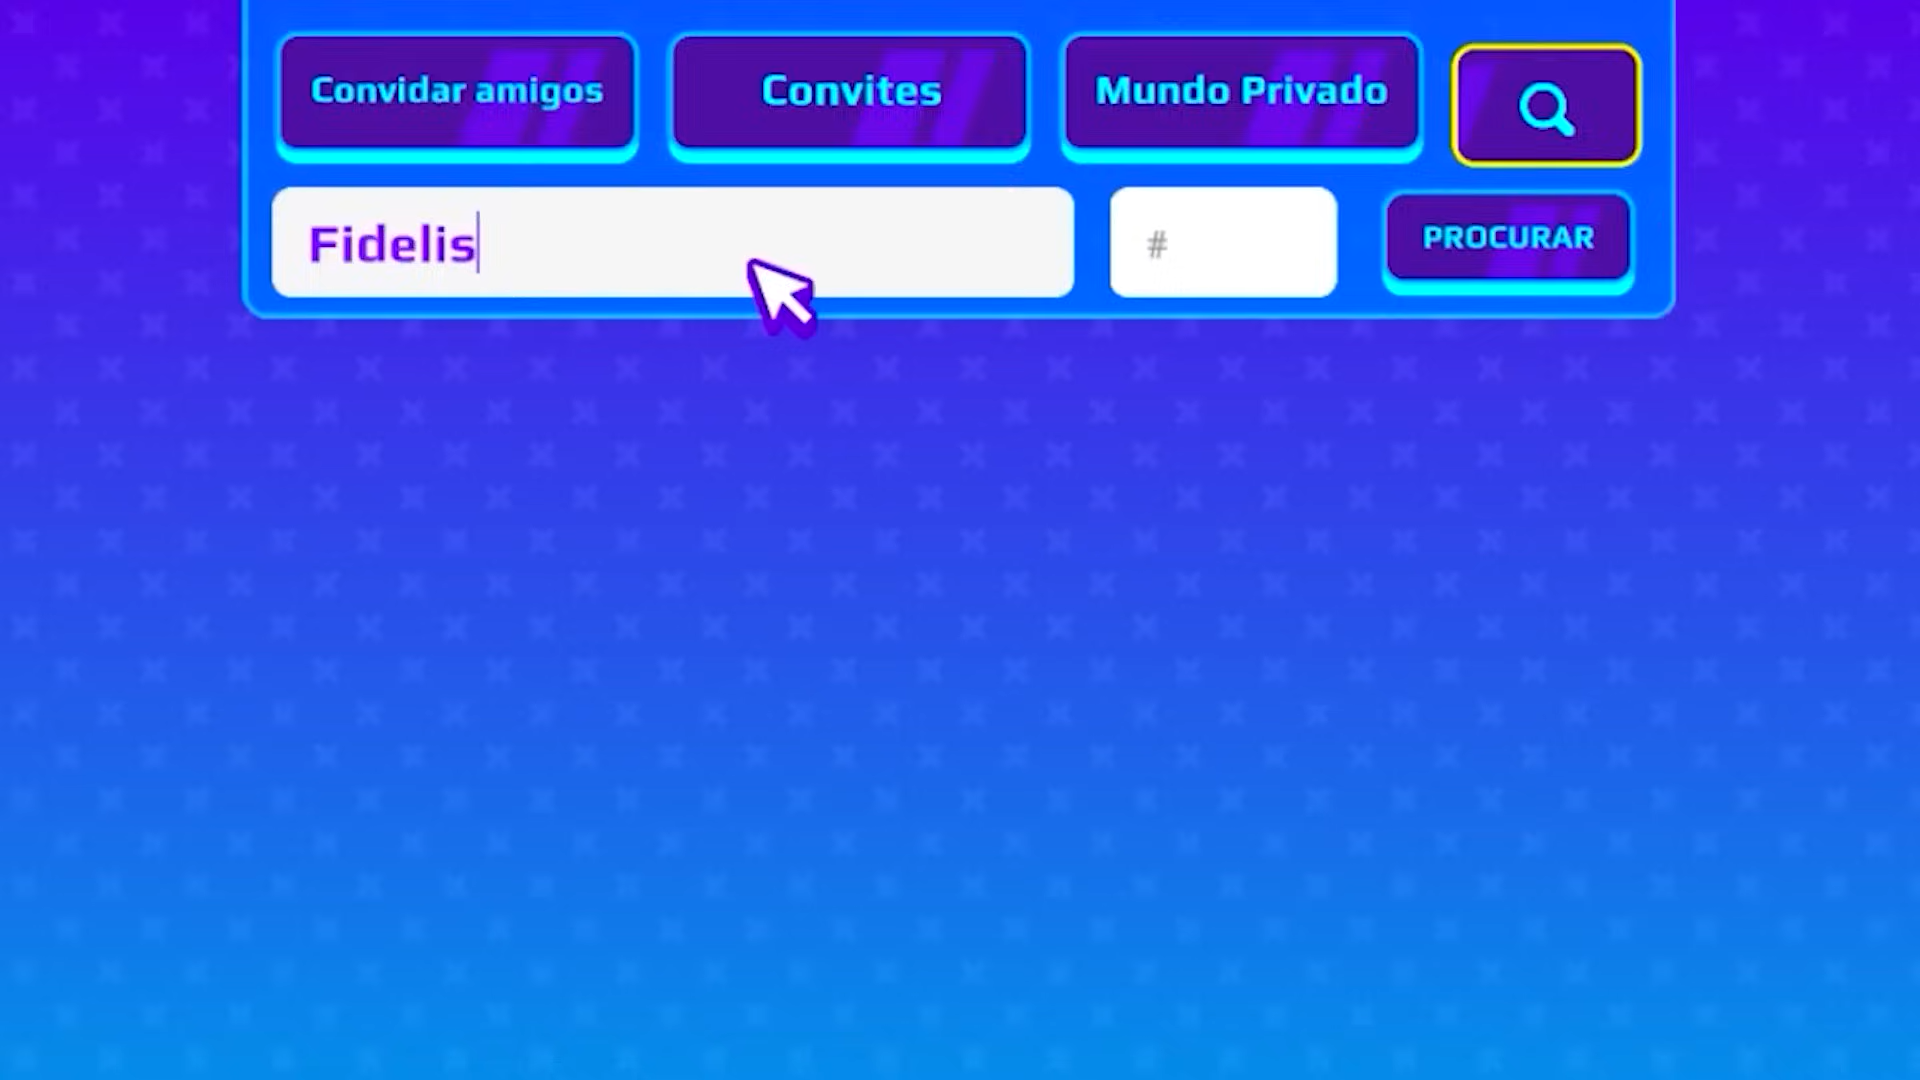 Convidar amigos
Convites
Mundo Privado
Fidelis
#
PROCURAR